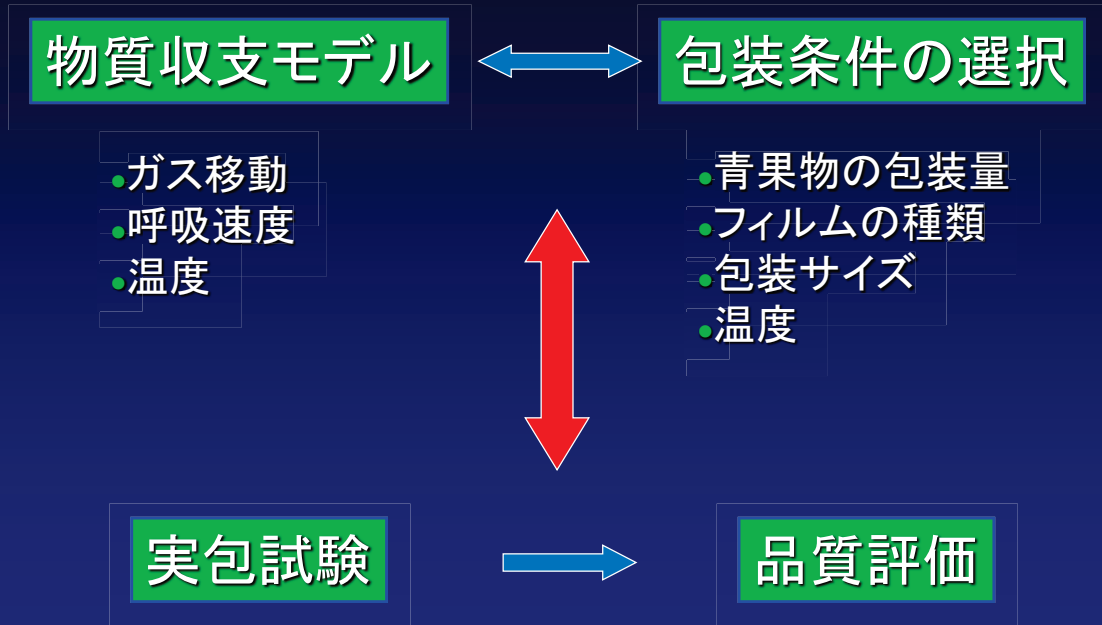 物質収支モデル
包装条件の選択
•ガス移動
•呼吸速度
•温度
•青果物の包装量
•フィルムの種類
•包装サイズ
•温度
実包試験
品質評価